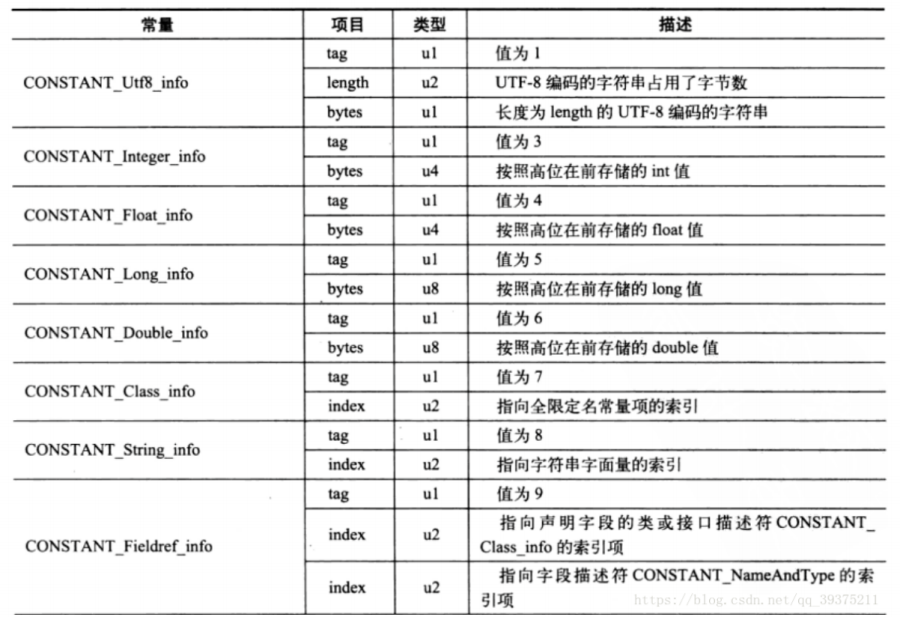 常量 项目 类型 描述
tag u1 值为 1
CONSTANT_Utf8_info length u2 UTF-8 编码的字符串占用了字节数
bytes u1 长度为 length 的 UTF-8 编码的字符串
CONSTANT_Integer_info tag u1 值为 3
bytes u4 按照高位在前存储的 int 值
CONSTANT_Float_info tag u1 值为 4
bytes u4 按照高位在前存储的 float 值
CONSTANT_Long_info tag u1 值为 5
bytes u8 按照高位在前存储的 long 值
CONSTANT_Double_info tag u1 值为 6
bytes u8 按照高位在前存储的 double 值
CONSTANT_Class_info tag u1 值为 7
index u2 指向全限定名常量项的索引
CONSTANT_String_info tag u1 值为 8
index u2 指向字符串字面量的索引
tag u1 值为 9
CONSTANT_Fieldref_info index u2 指向声明字段的类或接口描述符 CONSTANT_
Class_info 的索引项
index u2 指向字段描述符 CONSTANT_NameAndType 的索
引项
https://blog.csdn.net/qq_39375211